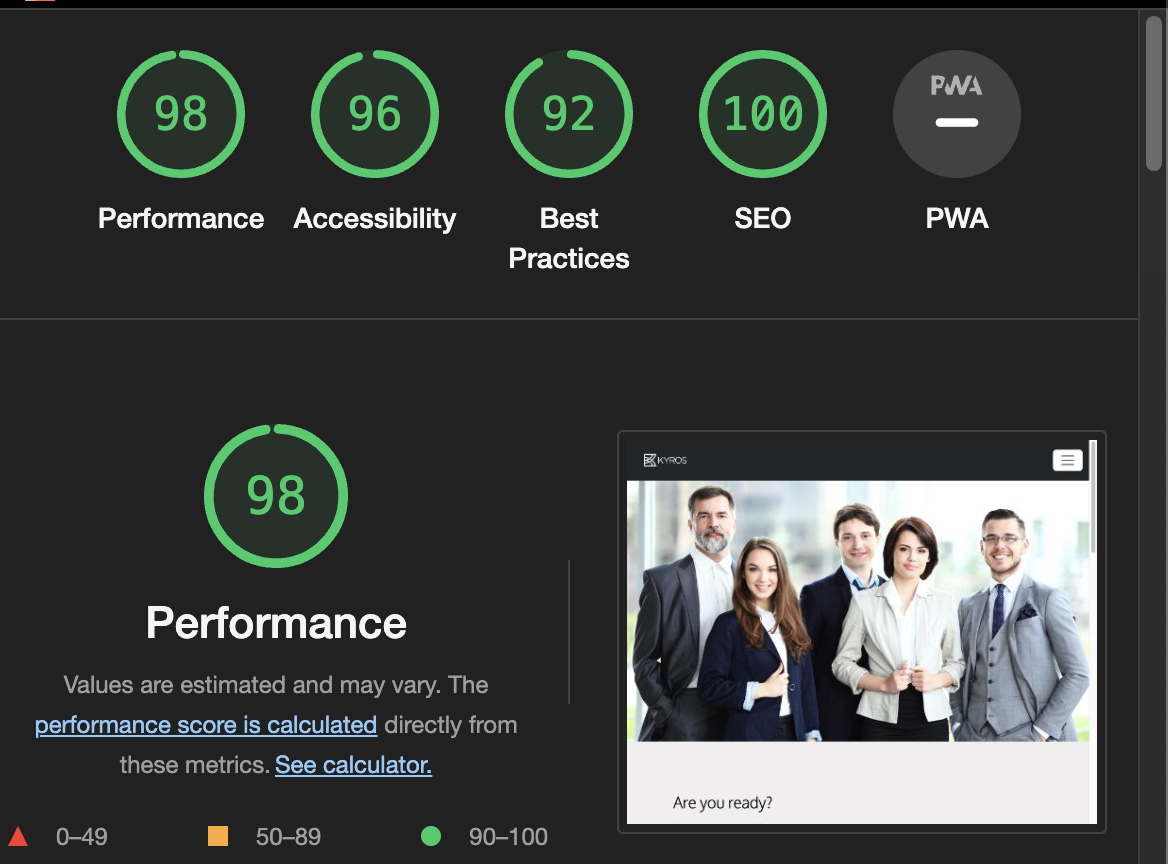 98
96
92
100
PWA
Performance
Accessibility
Best
Practices
SEO
PWA
98
Performance
Values are estimated and may vary. The
performance score is calculated directly from
these metrics. See calculator.
0–49
50–89
90–100
KYROS
Are you ready?